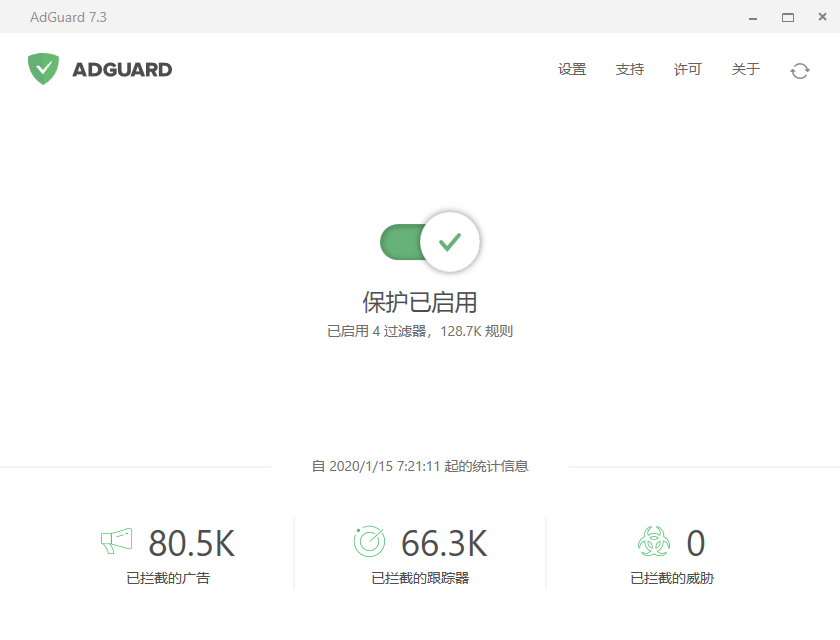 AdGuard 7.3
ADGUARD
设置 支持 许可 关于
保护已启用
已启用 4 过滤器，128.7K 规则
自 2020/1/15 7:21:11 起的统计信息
80.5K 66.3K 0
已拦截的广告 已拦截的跟踪器 已拦截的威胁